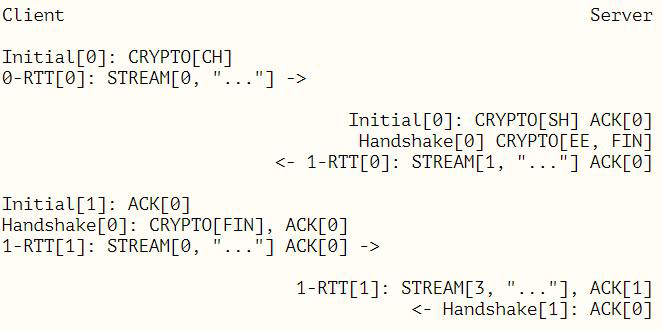 Client Server
Initial[0]: CRYPTO[CH]
0-RTT[0]: STREAM[0, "..."] ->
Initial[0]: CRYPTO[SH] ACK[0]
Handshake[0] CRYPTO[EE, FIN]
<- 1-RTT[0]: STREAM[1, "..."] ACK[0]
Initial[1]: ACK[0]
Handshake[0]: CRYPTO[FIN], ACK[0]
1-RTT[1]: STREAM[0, "..."] ACK[0] ->
1-RTT[1]: STREAM[3, "..."], ACK[1]
<- Handshake[1]: ACK[0]